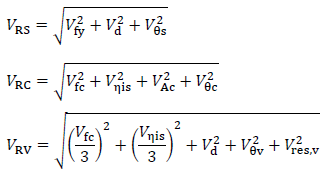 V_RS = √(V_fy² + V_d² + V_θs²)
V_RC = √(V_fc² + V_ηis² + V_Ac² + V_θc²)
V_RV = √((V_fc/3)² + (V_ηis/3)² + V_d² + V_θv² + V_res,v²)